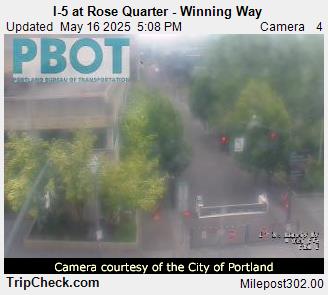 I-5 at Rose Quarter - Winning Way
Updated May 16 2025 5:08 PM Camera 4
PBOT
PORTLAND BUREAU OF TRANSPORTATION
Camera courtesy of the City of Portland
TripCheck.com Milepost302.00